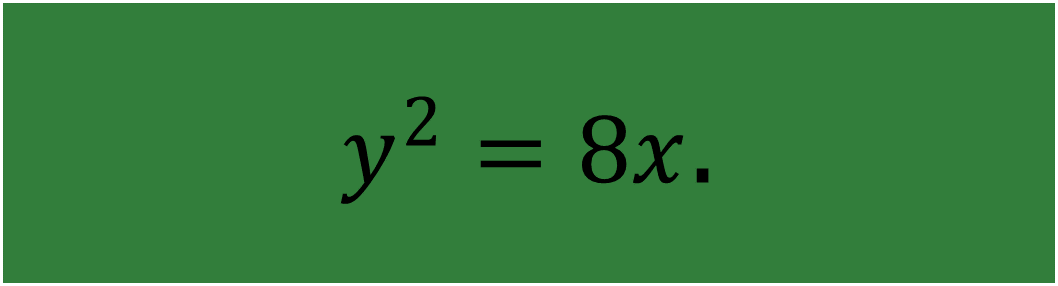 y² = 8x.